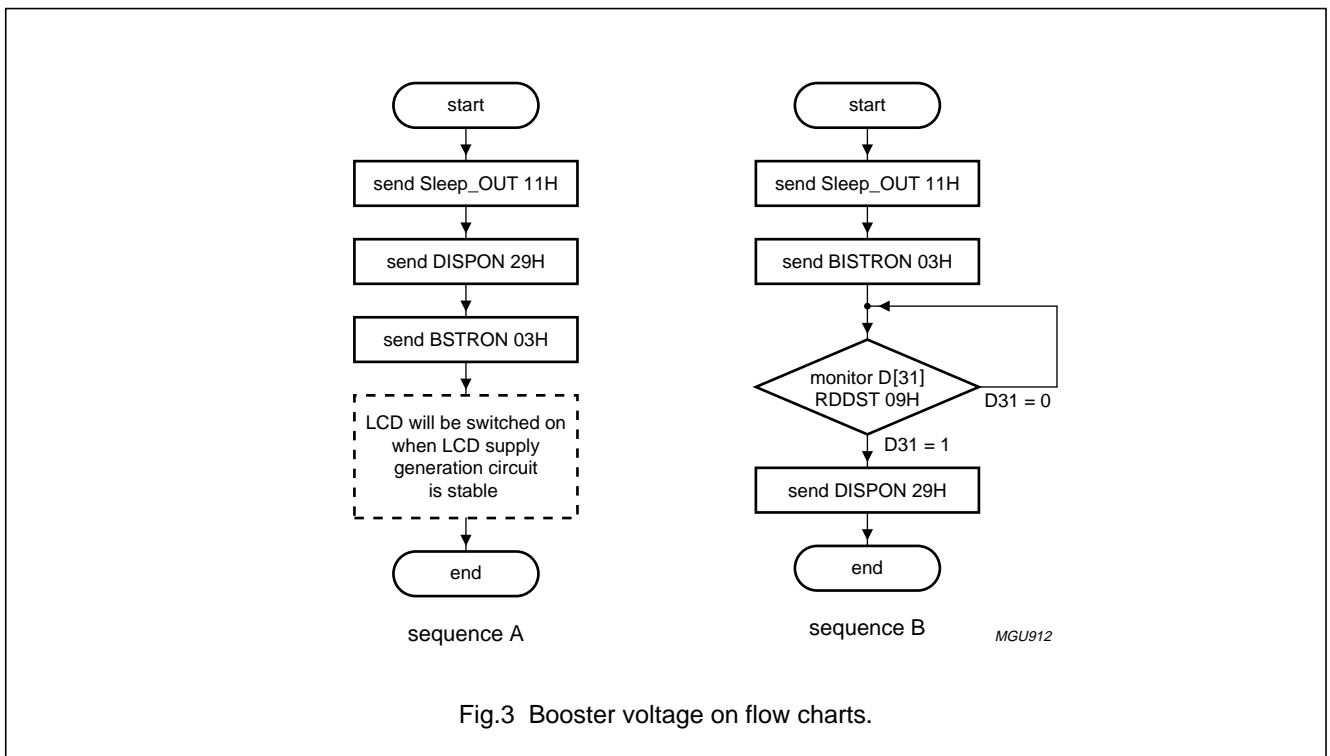 start
send Sleep_OUT 11H
send DISPON 29H
send BSTRON 03H
LCD will be switched on
when LCD supply
generation circuit
is stable
end
sequence A
start
send Sleep_OUT 11H
send BISTRON 03H
monitor D[31]
RDDST 09H
D31 = 0
D31 = 1
send DISPON 29H
end
sequence B
MGU912
Fig.3 Booster voltage on flow charts.